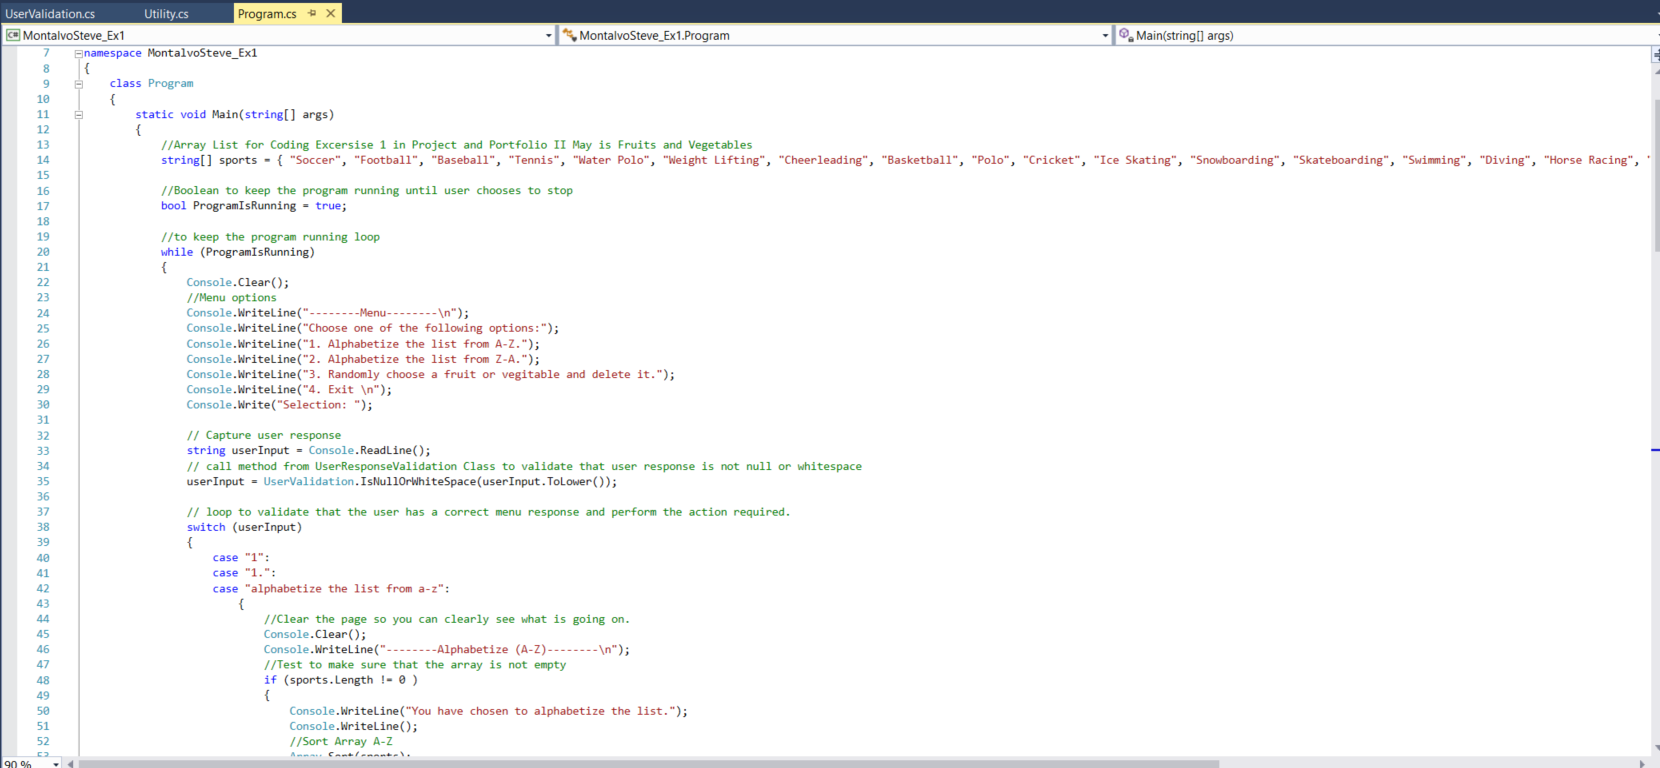 UserValidation.cs Utility.cs Program.cs
C# MontalvoSteve_Ex1 MontalvoSteve_Ex1.Program Main(string[] args)
7 namespace MontalvoSteve_Ex1
8 {
9 class Program
10 {
11 static void Main(string[] args)
12 {
13 //Array List for Coding Excersise 1 in Project and Portfolio II May is Fruits and Vegetables
14 string[] sports = { "Soccer", "Football", "Baseball", "Tennis", "Water Polo", "Weight Lifting", "Cheerleading", "Basketball", "Polo", "Cricket", "Ice Skating", "Snowboarding", "Skateboarding", "Swimming", "Diving", "Horse Racing", "
15
16 //Boolean to keep the program running until user chooses to stop
17 bool ProgramIsRunning = true;
18
19 //to keep the program running loop
20 while (ProgramIsRunning)
21 {
22 Console.Clear();
23 //Menu options
24 Console.WriteLine("--------Menu--------\n");
25 Console.WriteLine("Choose one of the following options:");
26 Console.WriteLine("1. Alphabetize the list from A-Z.");
27 Console.WriteLine("2. Alphabetize the list from Z-A.");
28 Console.WriteLine("3. Randomly choose a fruit or vegitable and delete it.");
29 Console.WriteLine("4. Exit \n");
30 Console.Write("Selection: ");
31
32 // Capture user response
33 string userInput = Console.ReadLine();
34 // call method from UserResponseValidation Class to validate that user response is not null or whitespace
35 userInput = UserValidation.IsNullOrWhiteSpace(userInput.ToLower());
36
37 // loop to validate that the user has a correct menu response and perform the action required.
38 switch (userInput)
39 {
40 case "1":
41 case "1.":
42 case "alphabetize the list from a-z":
43 {
44 //Clear the page so you can clearly see what is going on.
45 Console.Clear();
46 Console.WriteLine("--------Alphabetize (A-Z)--------\n");
47 //Test to make sure that the array is not empty
48 if (sports.Length != 0 )
49 {
50 Console.WriteLine("You have chosen to alphabetize the list.");
51 Console.WriteLine();
52 //Sort Array A-Z
53 Array.Sort(sports);
90 %